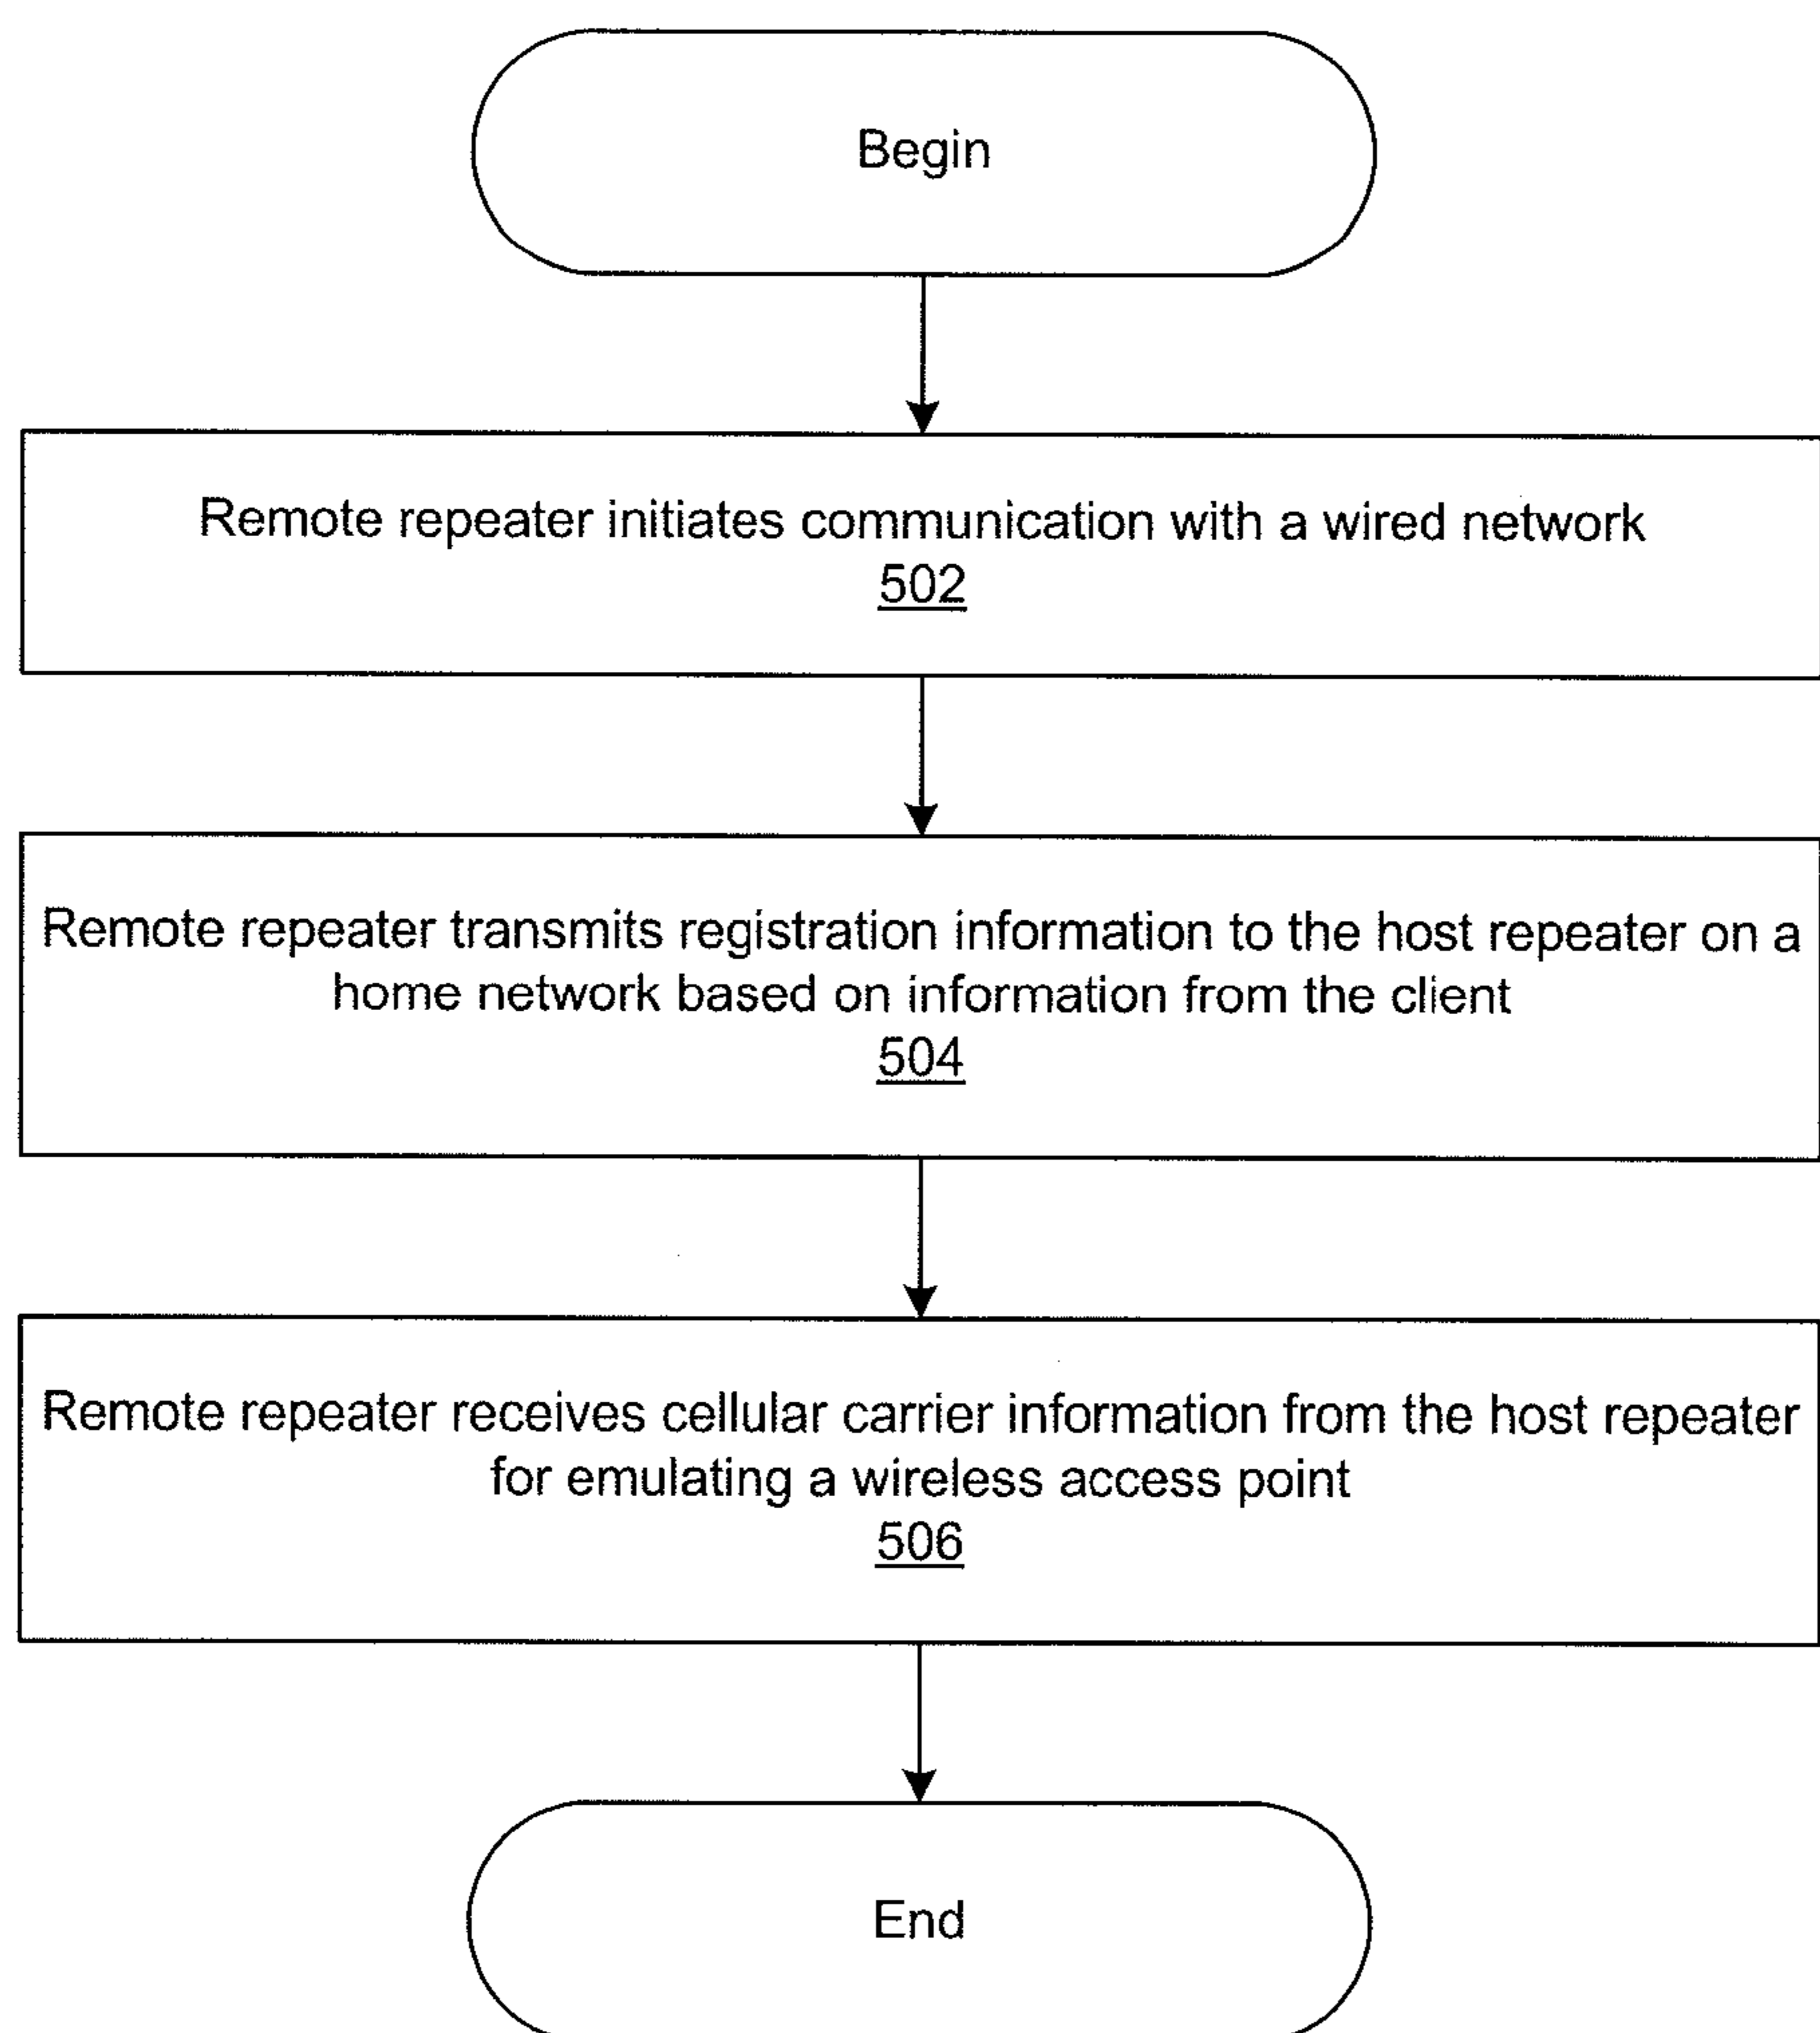 Begin
Remote repeater initiates communication with a wired network
502
Remote repeater transmits registration information to the host repeater on a
home network based on information from the client
504
Remote repeater receives cellular carrier information from the host repeater
for emulating a wireless access point
506
End